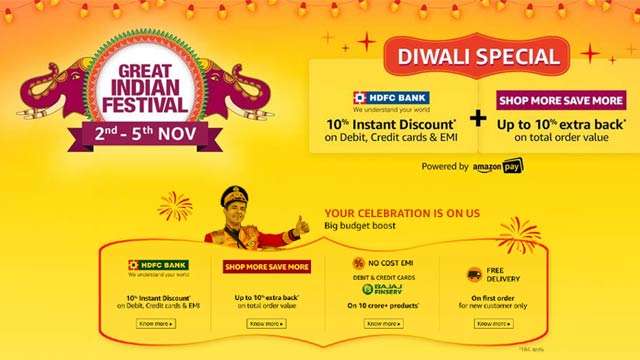 GREAT
INDIAN
FESTIVAL
2nd - 5th NOV
DIWALI SPECIAL
HDFC BANK
We understand your world
10% Instant Discount*
on Debit, Credit cards & EMI
+
SHOP MORE SAVE MORE
Up to 10% extra back*
on total order value
Powered by amazon pay
YOUR CELEBRATION IS ON US
Big budget boost
HDFC BANK
We understand your world
10% Instant Discount*
on Debit, Credit cards & EMI
Know more ▸
SHOP MORE SAVE MORE
Up to 10% extra back*
on total order value
Know more ▸
% NO COST EMI
DEBIT & CREDIT CARDS
BAJAJ
FINSERV
On 10 crore+ products*
Know more ▸
FREE
DELIVERY
On first order
for new customer only
Know more ▸